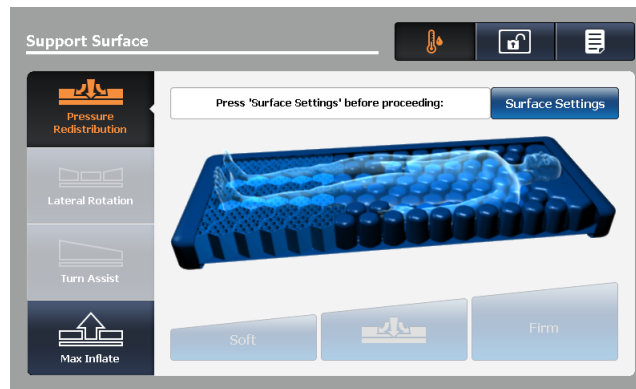 Support Surface
Pressure
Redistribution
Press 'Surface Settings' before proceeding:
Surface Settings
Lateral Rotation
Turn Assist
Max Inflate
Soft
Firm